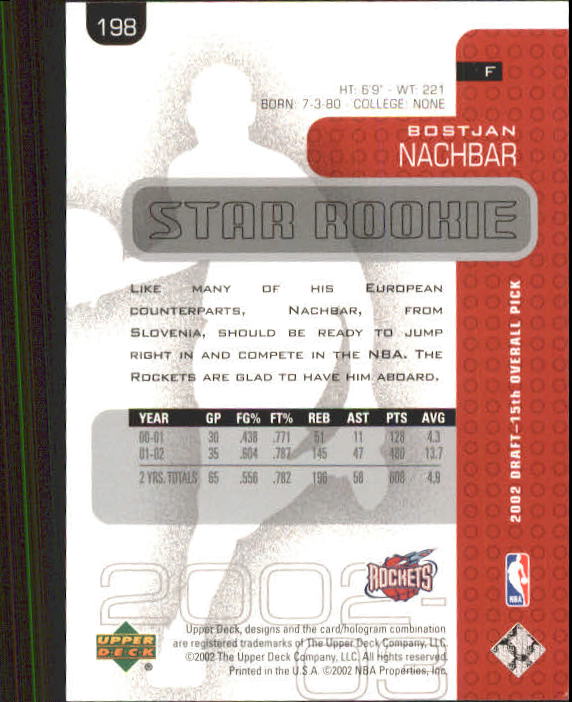 198
F
HT: 6'9" · WT: 221
BORN: 7-3-80 · COLLEGE: NONE
BOSTJAN
NACHBAR
STAR ROOKIE
LIKE MANY OF HIS EUROPEAN
COUNTERPARTS, NACHBAR, FROM
SLOVENIA, SHOULD BE READY TO JUMP
RIGHT IN AND COMPETE IN THE NBA. THE
ROCKETS ARE GLAD TO HAVE HIM ABOARD.
2002 DRAFT–15th OVERALL PICK
YEAR GP FG% FT% REB AST PTS AVG
00-01 30 .438 .771 51 11 128 4.3
01-02 35 .604 .787 145 47 480 13.7
2 YRS. TOTALS 65 .556 .782 196 58 608 4.9
ROCKETS
NBA
2002-
03
UPPER
DECK
Upper Deck, designs and the card/hologram combination
are registered trademarks of The Upper Deck Company, LLC.
©2002 The Upper Deck Company, LLC. All rights reserved.
Printed in the U.S.A. ©2002 NBA Properties, Inc.